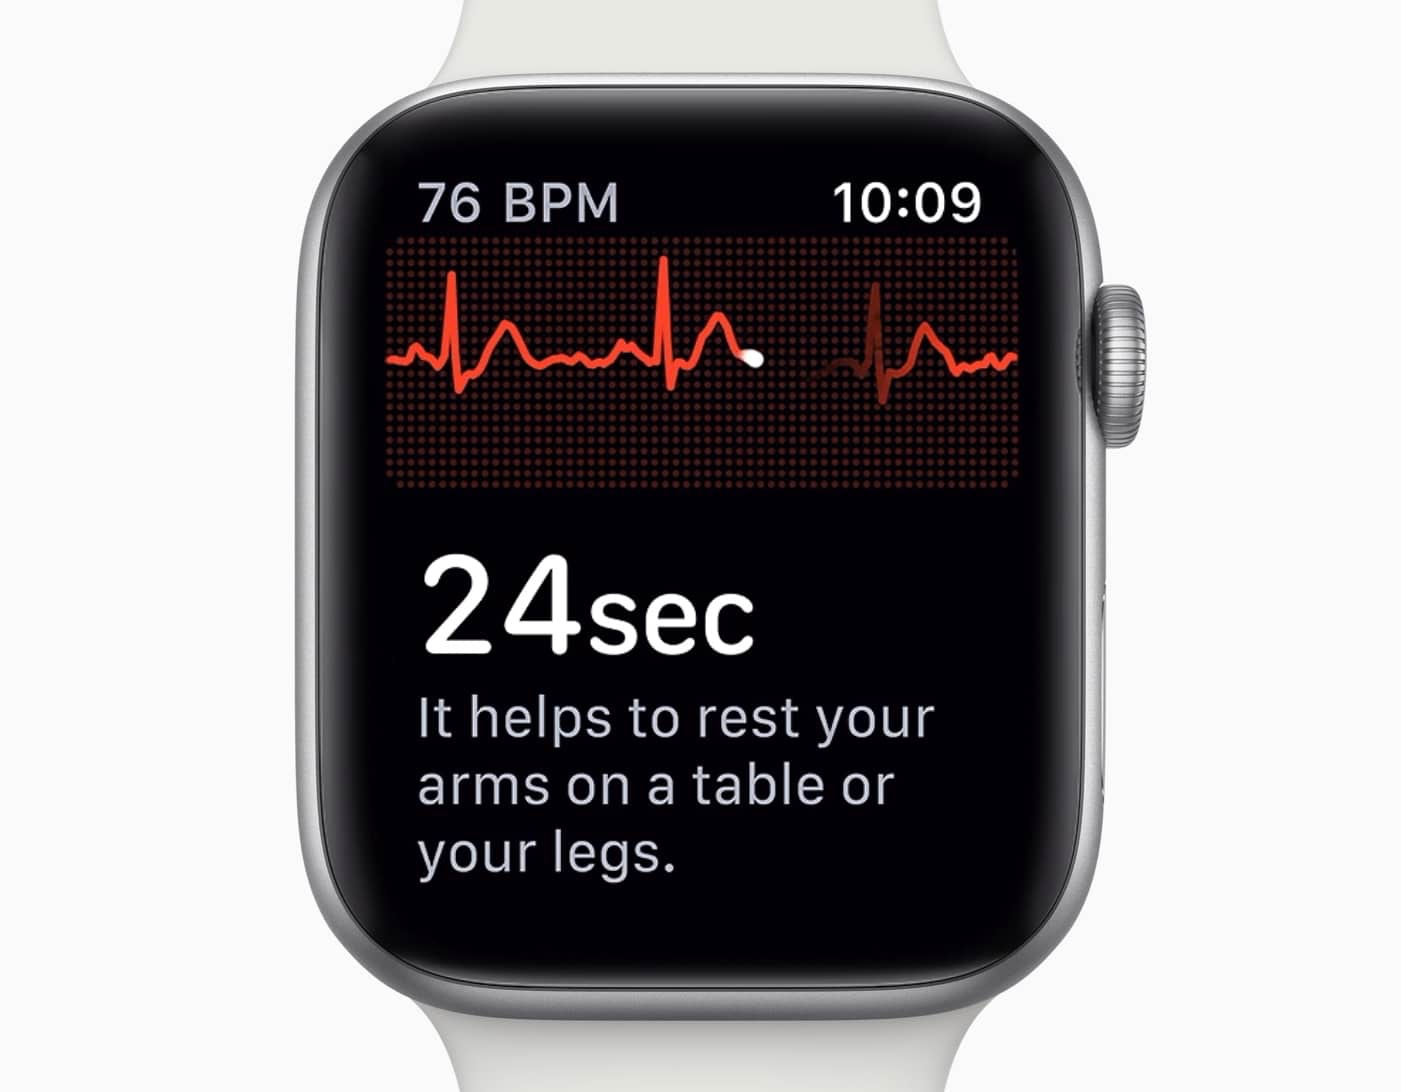 76 BPM 10:09
24sec
It helps to rest your
arms on a table or
your legs.